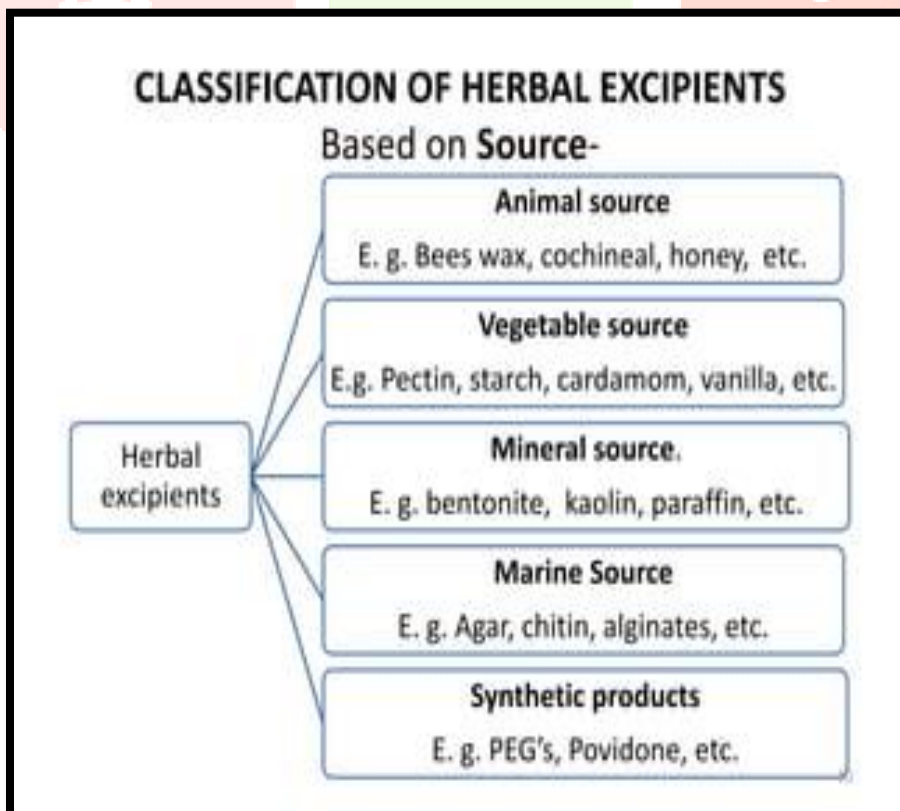 CLASSIFICATION OF HERBAL EXCIPIENTS
Based on Source-
Animal source
E. g. Bees wax, cochineal, honey, etc.
Vegetable source
E.g. Pectin, starch, cardamom, vanilla, etc.
Herbal
excipients
Mineral source.
E. g. bentonite, kaolin, paraffin, etc.
Marine Source
E. g. Agar, chitin, alginates, etc.
Synthetic products
E. g. PEG's, Povidone, etc.